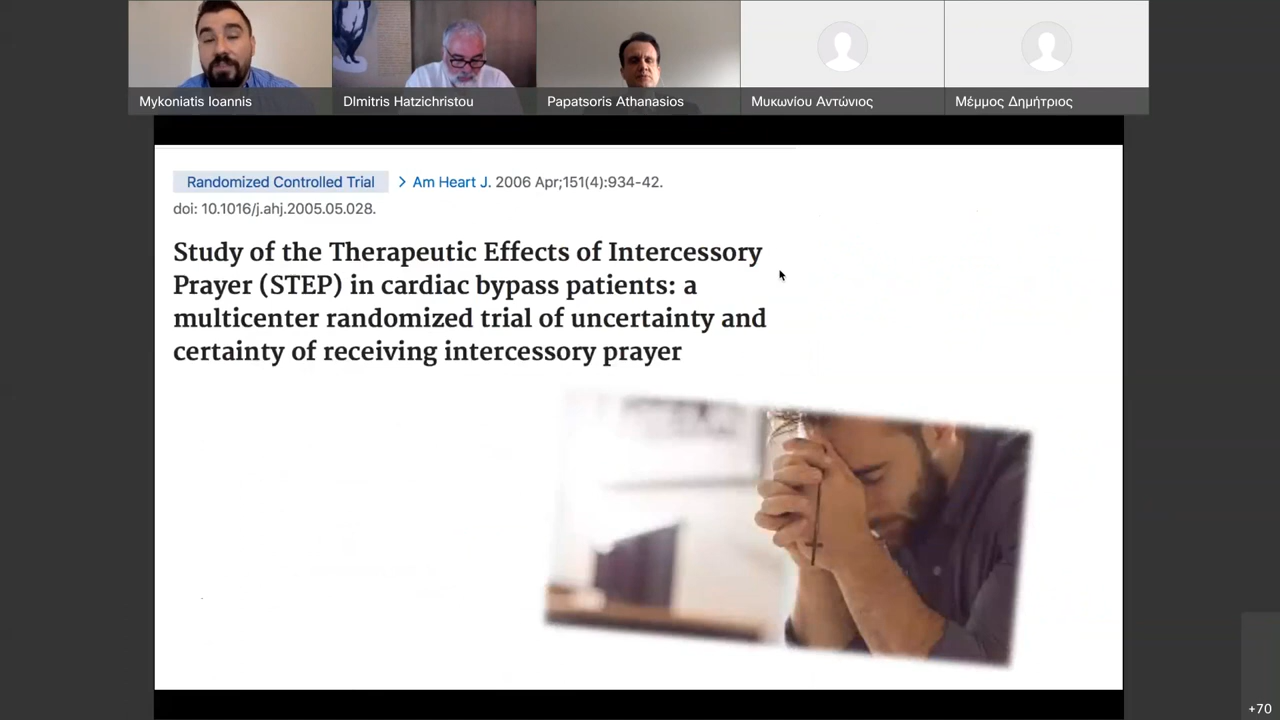 Mykoniatis Ioannis
DImitris Hatzichristou
Papatsoris Athanasios
Μυκωνίου Αντώνιος
Μέμμος Δημήτριος
Randomized Controlled Trial > Am Heart J. 2006 Apr;151(4):934-42.
doi: 10.1016/j.ahj.2005.05.028.
Study of the Therapeutic Effects of Intercessory
Prayer (STEP) in cardiac bypass patients: a
multicenter randomized trial of uncertainty and
certainty of receiving intercessory prayer
+70